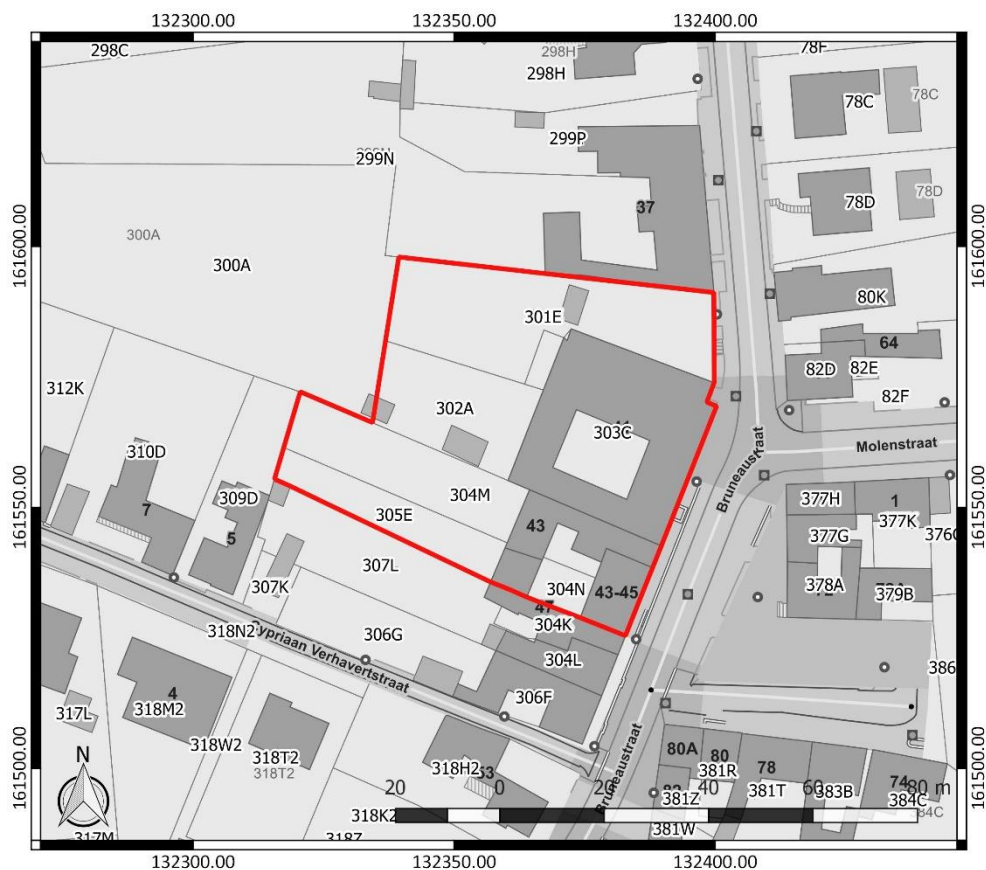 132300.00 132350.00 132400.00
298C
298H
298H
78F
78C
78C
299P
299N
78D
78D
37
161600.00
161600.00
300A
300A
80K
301E
64
82D
82E
82F
312K
302A
303C
Molenstraat
310D
Bruneaustraat
304M
309D
377H
1
377K
7
305E
43
161550.00
161550.00
377G
5
307L
378A
379B
307K
304N
43-45
47
304K
318N2
306G
304L
Cypriaan Verhavertstraat
386
4
317L
318M2
306F
318W2
318T2
318T2
Bruneaustraat
80A
80
78
74
381R
318H2
63
161500.00
161500.00
N
20 0 20 40 60 80 m
381Z
381T
383B
384C
318K2
Bruneaustraat
381W
317M
318Z
132300.00 132350.00 132400.00